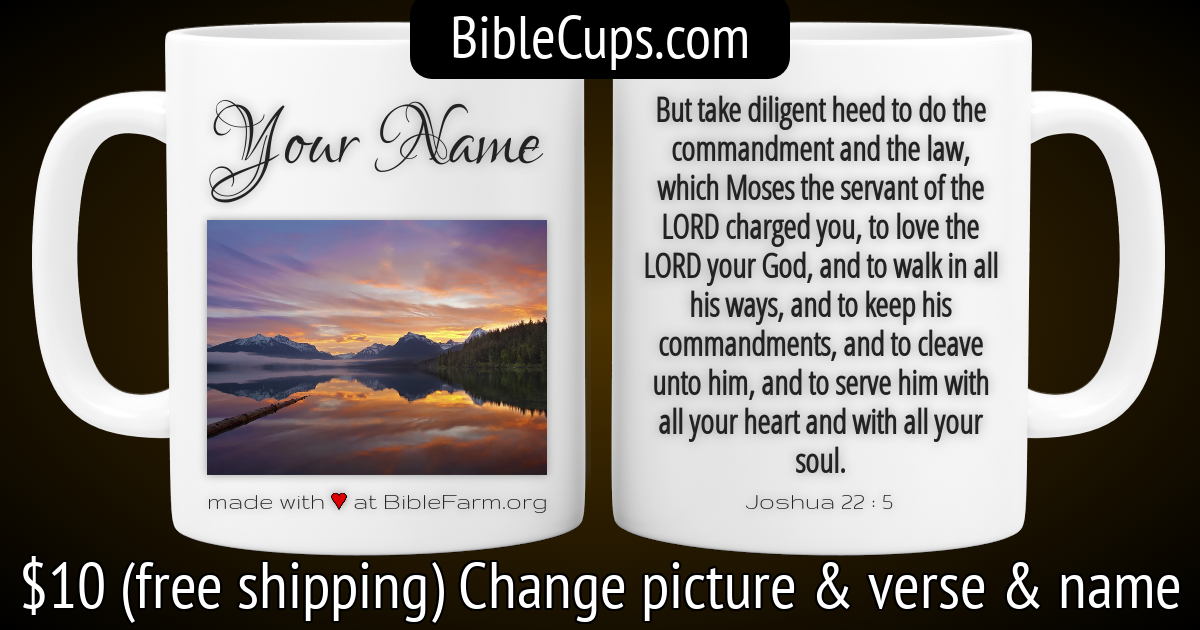 BibleCups.com
Your Name
made with ♥ at BibleFarm.org
But take diligent heed to do the
commandment and the law,
which Moses the servant of the
LORD charged you, to love the
LORD your God, and to walk in all
his ways, and to keep his
commandments, and to cleave
unto him, and to serve him with
all your heart and with all your
soul.
Joshua 22 : 5
$10 (free shipping) Change picture & verse & name